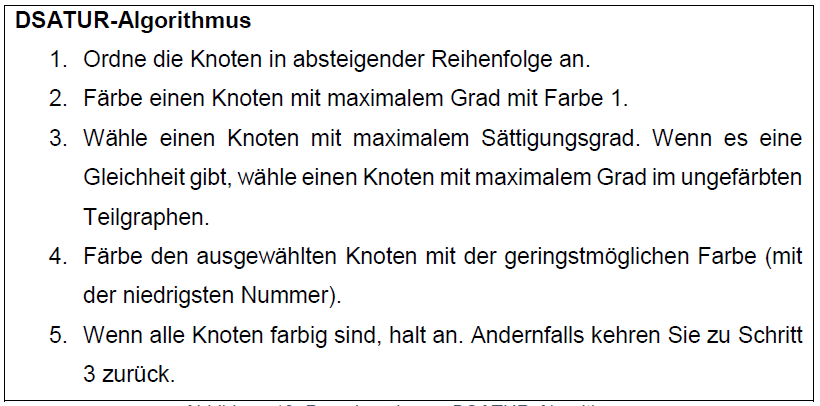 DSATUR-Algorithmus
1. Ordne die Knoten in absteigender Reihenfolge an.
2. Färbe einen Knoten mit maximalem Grad mit Farbe 1.
3. Wähle einen Knoten mit maximalem Sättigungsgrad. Wenn es eine
Gleichheit gibt, wähle einen Knoten mit maximalem Grad im ungefärbten
Teilgraphen.
4. Färbe den ausgewählten Knoten mit der geringstmöglichen Farbe (mit
der niedrigsten Nummer).
5. Wenn alle Knoten farbig sind, halt an. Andernfalls kehren Sie zu Schritt
3 zurück.